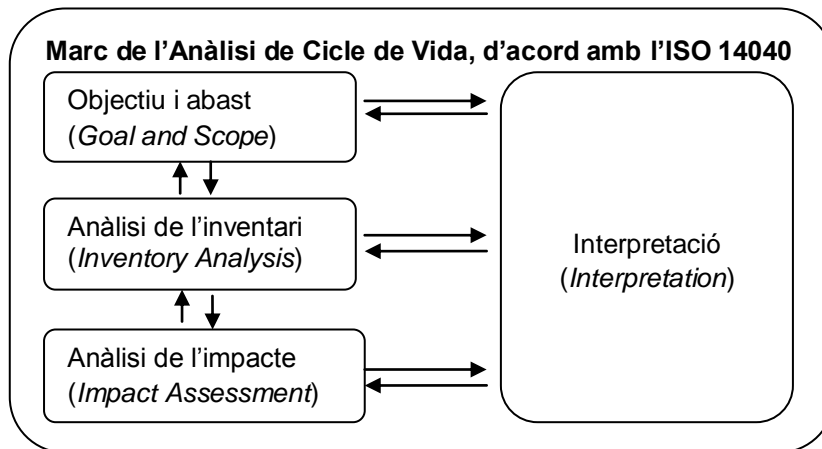 Marc de l’Anàlisi de Cicle de Vida, d’acord amb l’ISO 14040
Objectiu i abast
(Goal and Scope)
Anàlisi de l’inventari
(Inventory Analysis)
Anàlisi de l’impacte
(Impact Assessment)
Interpretació
(Interpretation)